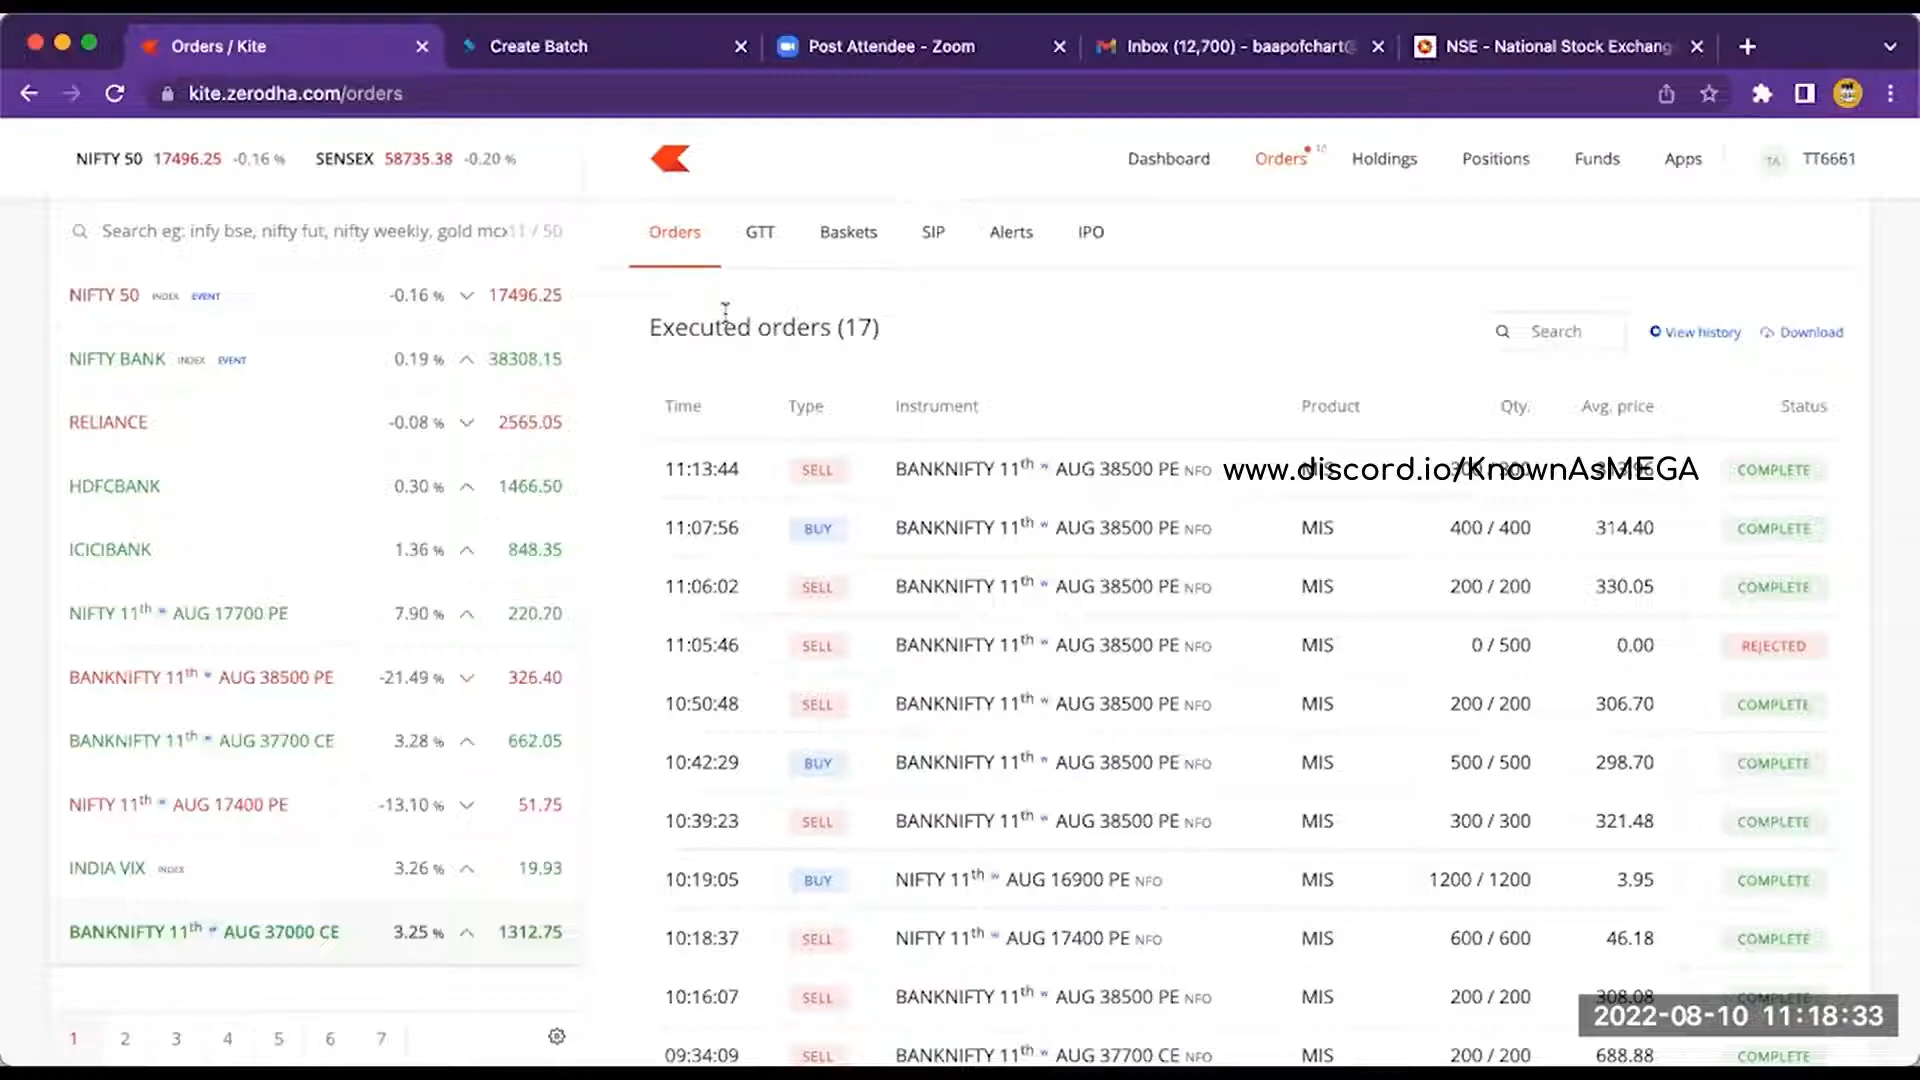 Orders / Kite
Create Batch
Post Attendee - Zoom
Inbox (12,700) - baapofchart@
NSE - National Stock Exchang
kite.zerodha.com/orders
NIFTY 50 17496.25 -0.16 % SENSEX 58735.38 -0.20 %
Dashboard Orders 10 Holdings Positions Funds Apps TA TT6661
Search eg: infy bse, nifty fut, nifty weekly, gold mcx 11 / 50
Orders GTT Baskets SIP Alerts IPO
NIFTY 50 INDEX EVENT -0.16 % 17496.25
NIFTY BANK INDEX EVENT 0.19 % 38308.15
RELIANCE -0.08 % 2565.05
HDFCBANK 0.30 % 1466.50
ICICIBANK 1.36 % 848.35
NIFTY 11th w AUG 17700 PE 7.90 % 220.70
BANKNIFTY 11th w AUG 38500 PE -21.49 % 326.40
BANKNIFTY 11th w AUG 37700 CE 3.28 % 662.05
NIFTY 11th w AUG 17400 PE -13.10 % 51.75
INDIA VIX INDEX 3.26 % 19.93
BANKNIFTY 11th w AUG 37000 CE 3.25 % 1312.75
1 2 3 4 5 6 7
Executed orders (17)
Search View history Download
Time Type Instrument Product Qty. Avg. price Status
11:13:44 SELL BANKNIFTY 11th w AUG 38500 PE NFO COMPLETE
www.discord.io/KnownAsMEGA
11:07:56 BUY BANKNIFTY 11th w AUG 38500 PE NFO MIS 400 / 400 314.40 COMPLETE
11:06:02 SELL BANKNIFTY 11th w AUG 38500 PE NFO MIS 200 / 200 330.05 COMPLETE
11:05:46 SELL BANKNIFTY 11th w AUG 38500 PE NFO MIS 0 / 500 0.00 REJECTED
10:50:48 SELL BANKNIFTY 11th w AUG 38500 PE NFO MIS 200 / 200 306.70 COMPLETE
10:42:29 BUY BANKNIFTY 11th w AUG 38500 PE NFO MIS 500 / 500 298.70 COMPLETE
10:39:23 SELL BANKNIFTY 11th w AUG 38500 PE NFO MIS 300 / 300 321.48 COMPLETE
10:19:05 BUY NIFTY 11th w AUG 16900 PE NFO MIS 1200 / 1200 3.95 COMPLETE
10:18:37 SELL NIFTY 11th w AUG 17400 PE NFO MIS 600 / 600 46.18 COMPLETE
10:16:07 SELL BANKNIFTY 11th w AUG 38500 PE NFO MIS 200 / 200 308.08 COMPLETE
2022-08-10 11:18:33
09:34:09 SELL BANKNIFTY 11th w AUG 37700 CE NFO MIS 200 / 200 688.88 COMPLETE